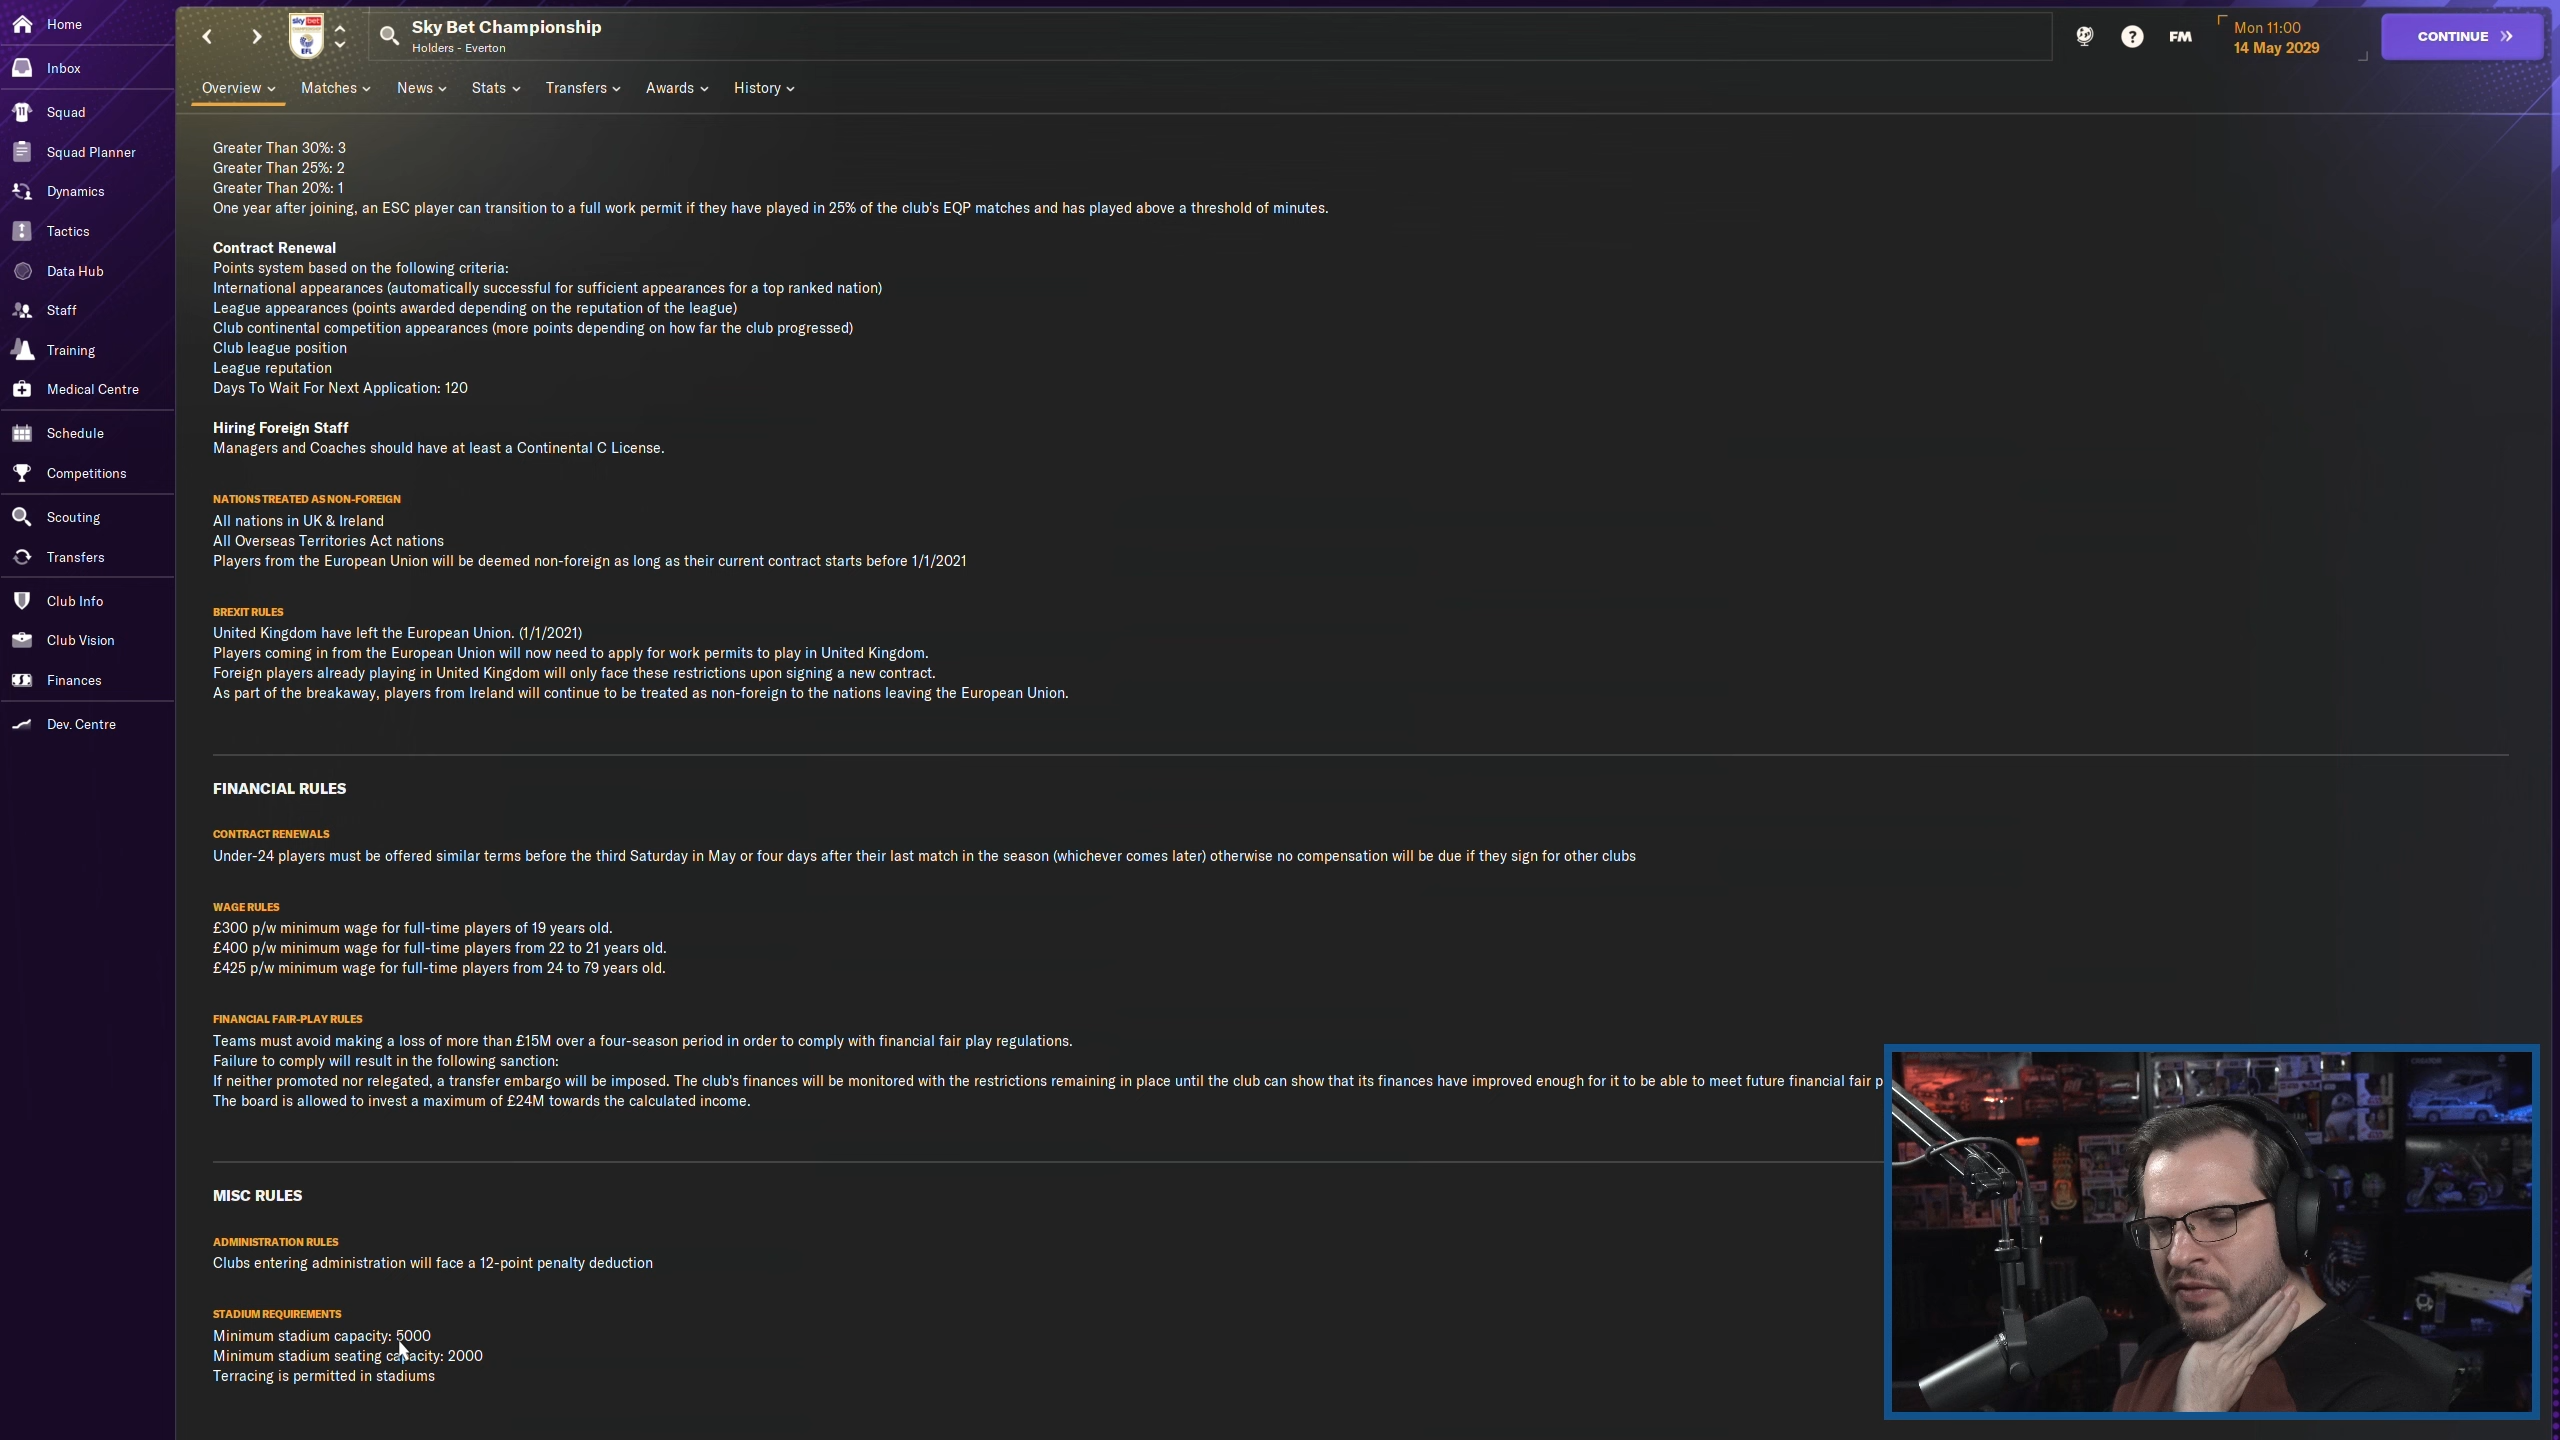 Home
Inbox
Squad
Squad Planner
Dynamics
Tactics
Data Hub
Staff
Training
Medical Centre
Schedule
Competitions
Scouting
Transfers
Club Info
Club Vision
Finances
Dev. Centre
sky bet
EFL
Sky Bet Championship
Holders - Everton
FM
Mon 11:00
14 May 2029
CONTINUE
Overview Matches News Stats Transfers Awards History
Greater Than 30%: 3
Greater Than 25%: 2
Greater Than 20%: 1
One year after joining, an ESC player can transition to a full work permit if they have played in 25% of the club's EQP matches and has played above a threshold of minutes.
Contract Renewal
Points system based on the following criteria:
International appearances (automatically successful for sufficient appearances for a top ranked nation)
League appearances (points awarded depending on the reputation of the league)
Club continental competition appearances (more points depending on how far the club progressed)
Club league position
League reputation
Days To Wait For Next Application: 120
Hiring Foreign Staff
Managers and Coaches should have at least a Continental C License.
NATIONS TREATED AS NON-FOREIGN
All nations in UK & Ireland
All Overseas Territories Act nations
Players from the European Union will be deemed non-foreign as long as their current contract starts before 1/1/2021
BREXIT RULES
United Kingdom have left the European Union. (1/1/2021)
Players coming in from the European Union will now need to apply for work permits to play in United Kingdom.
Foreign players already playing in United Kingdom will only face these restrictions upon signing a new contract.
As part of the breakaway, players from Ireland will continue to be treated as non-foreign to the nations leaving the European Union.
FINANCIAL RULES
CONTRACT RENEWALS
Under-24 players must be offered similar terms before the third Saturday in May or four days after their last match in the season (whichever comes later) otherwise no compensation will be due if they sign for other clubs
WAGE RULES
£300 p/w minimum wage for full-time players of 19 years old.
£400 p/w minimum wage for full-time players from 22 to 21 years old.
£425 p/w minimum wage for full-time players from 24 to 79 years old.
FINANCIAL FAIR-PLAY RULES
Teams must avoid making a loss of more than £15M over a four-season period in order to comply with financial fair play regulations.
Failure to comply will result in the following sanction:
If neither promoted nor relegated, a transfer embargo will be imposed. The club's finances will be monitored with the restrictions remaining in place until the club can show that its finances have improved enough for it to be able to meet future financial fair p
The board is allowed to invest a maximum of £24M towards the calculated income.
MISC RULES
ADMINISTRATION RULES
Clubs entering administration will face a 12-point penalty deduction
STADIUM REQUIREMENTS
Minimum stadium capacity: 5000
Minimum stadium seating capacity: 2000
Terracing is permitted in stadiums